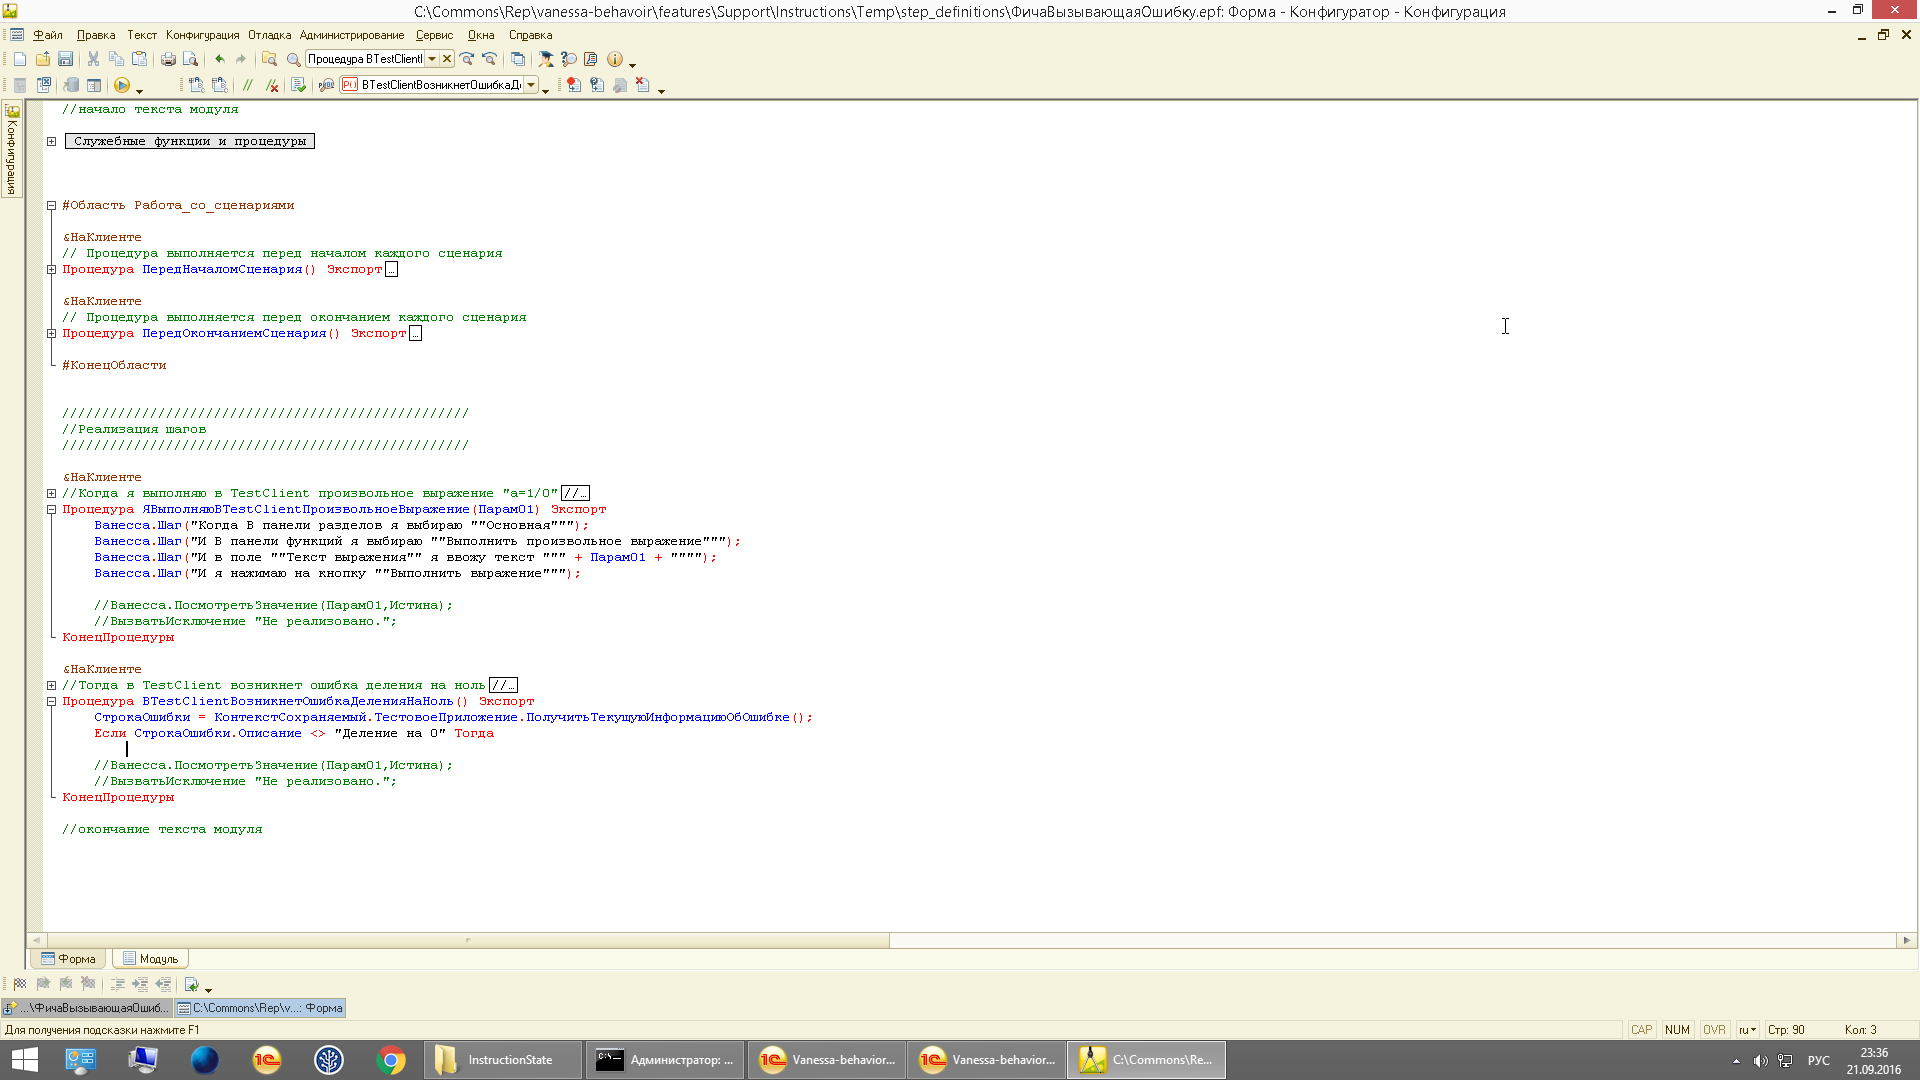 C:\Commons\Rep\vanessa-behavoir\features\Support\Instructions\Temp\step_definitions\ФичаВызывающаяОшибку.epf: Форма - Конфигуратор - Конфигурация
Файл Правка Текст Конфигурация Отладка Администрирование Сервис Окна Справка
Процедура BTestClientI
BTestClientВозникнетОшибкаД
Конфигурация
//начало текста модуля
Служебные функции и процедуры
#Область Работа_со_сценариями
&НаКлиенте
// Процедура выполняется перед началом каждого сценария
Процедура ПередНачаломСценария() Экспорт...
&НаКлиенте
// Процедура выполняется перед окончанием каждого сценария
Процедура ПередОкончаниемСценария() Экспорт...
#КонецОбласти
///////////////////////////////////////////////////
//Реализация шагов
///////////////////////////////////////////////////
&НаКлиенте
//Когда я выполняю в TestClient произвольное выражение "а=1/0"//...
Процедура ЯВыполняюВTestClientПроизвольноеВыражение(Парам01) Экспорт
Ванесса.Шаг("Когда В панели разделов я выбираю ""Основная""");
Ванесса.Шаг("И В панели функций я выбираю ""Выполнить произвольное выражение""");
Ванесса.Шаг("И в поле ""Текст выражения"" я ввожу текст """ + Парам01 + """");
Ванесса.Шаг("И я нажимаю на кнопку ""Выполнить выражение""");
//Ванесса.ПосмотретьЗначение(Парам01,Истина);
//ВызватьИсключение "Не реализовано.";
КонецПроцедуры
&НаКлиенте
//Тогда в TestClient возникнет ошибка деления на ноль//...
Процедура ВTestClientВозникнетОшибкаДеленияНаНоль() Экспорт
СтрокаОшибки = КонтекстСохраняемый.ТестовоеПриложение.ПолучитьТекущуюИнформациюОбОшибке();
Если СтрокаОшибки.Описание <> "Деление на 0" Тогда
//Ванесса.ПосмотретьЗначение(Парам01,Истина);
//ВызватьИсключение "Не реализовано.";
КонецПроцедуры
//окончание текста модуля
Форма Модуль
...\ФичаВызывающаяОшиб... C:\Commons\Rep\v...: Форма
Для получения подсказки нажмите F1 CAP NUM OVR ru Стр: 90 Кол: 3
InstructionState Администратор: ... Vanessa-behavior... Vanessa-behavior... C:\Commons\Re... РУС 23:36
21.09.2016